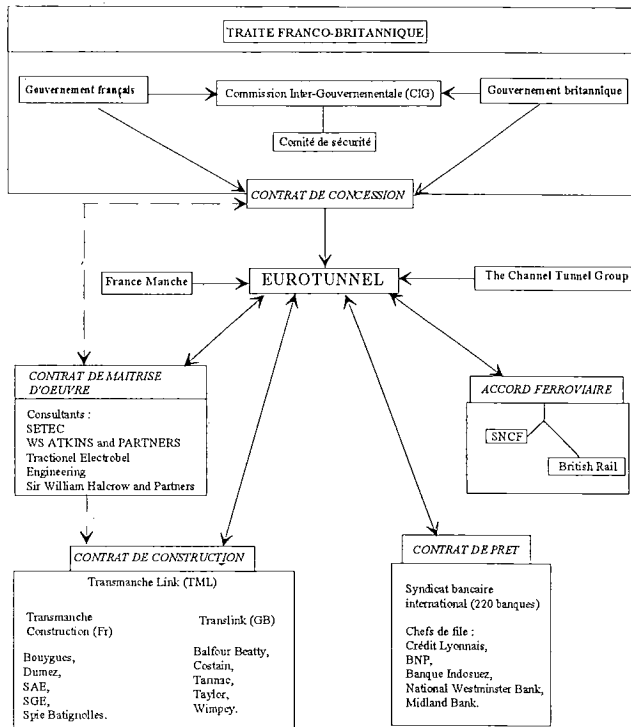 TRAITE FRANCO-BRITANNIQUE
Gouvernement français
Commission Inter-Gouvernementale (CIG)
Gouvernement britannique
Comité de sécurité
CONTRAT DE CONCESSION
France Manche
EUROTUNNEL
The Channel Tunnel Group
CONTRAT DE MAITRISE
D'OEUVRE
Consultants :
SETEC
WS ATKINS and PARTNERS
Tractionel Electrobel
Engineering
Sir William Halcrow and Partners
ACCORD FERROVIAIRE
SNCF
British Rail
CONTRAT DE CONSTRUCTION
Transmanche Link (TML)
Transmanche
Construction (Fr)
Bouygues,
Dumez,
SAE,
SGE,
Spie Batignolles.
Translink (GB)
Balfour Beatty,
Costain,
Tarmac,
Taylor,
Wimpey.
CONTRAT DE PRET
Syndicat bancaire
international (220 banques)
Chefs de file :
Crédit Lyonnais,
BNP,
Banque Indosuez,
National Westminster Bank,
Midland Bank.